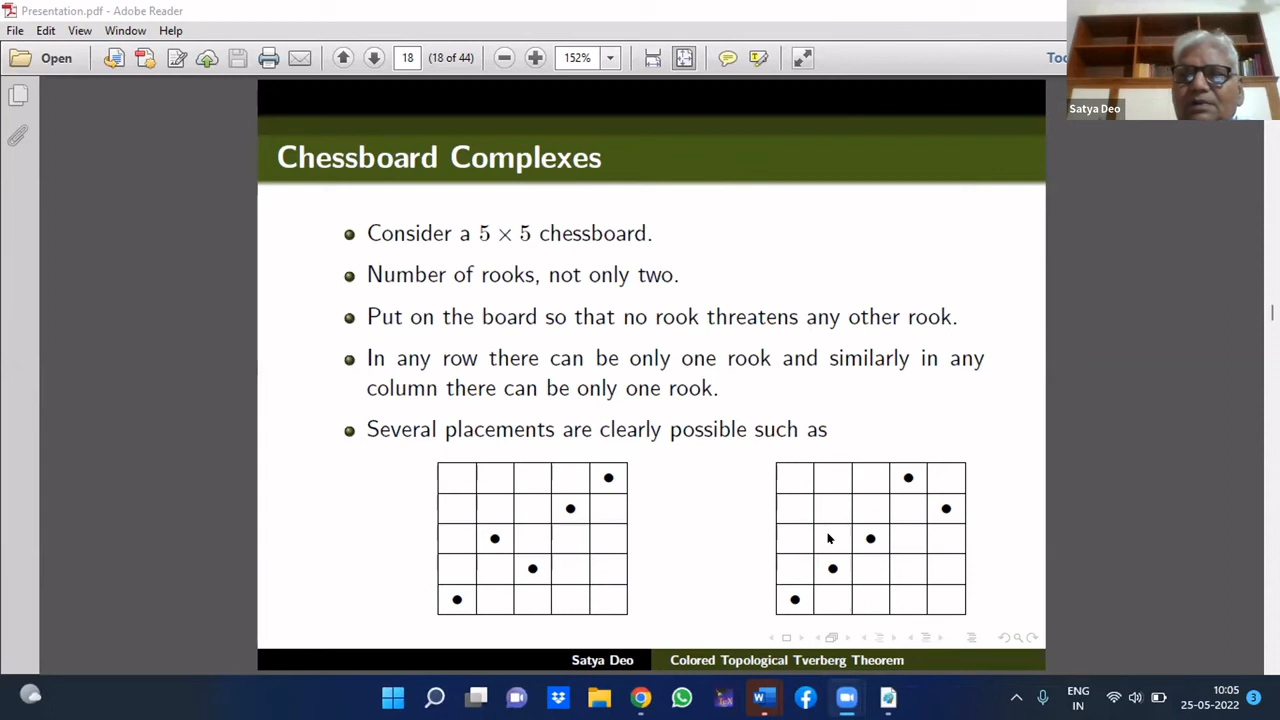 Presentation.pdf - Adobe Reader
File Edit View Window Help
Open 18 (18 of 44) 152%
Satya Deo
Chessboard Complexes
Consider a 5 × 5 chessboard.
Number of rooks, not only two.
Put on the board so that no rook threatens any other rook.
In any row there can be only one rook and similarly in any
column there can be only one rook.
Several placements are clearly possible such as
Satya Deo Colored Topological Tverberg Theorem
ENG 10:05
IN 25-05-2022 3